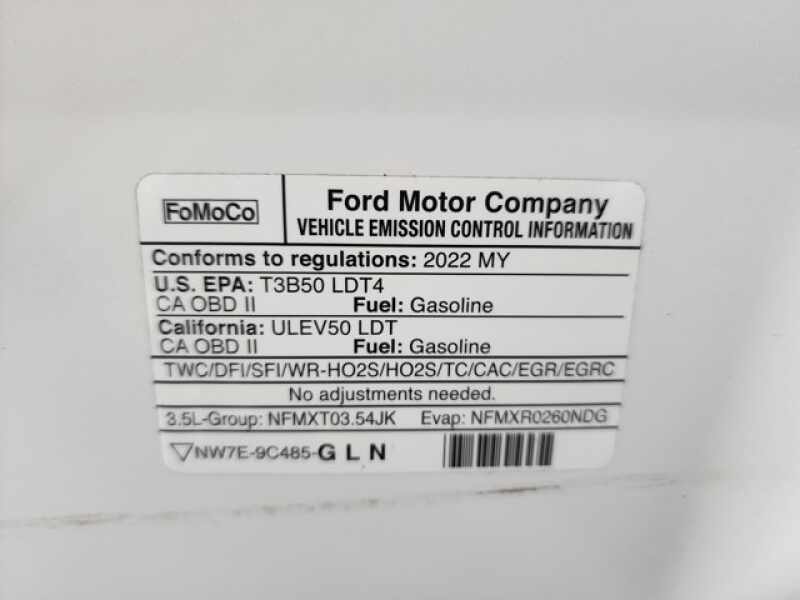 FoMoCo
Ford Motor Company
VEHICLE EMISSION CONTROL INFORMATION
Conforms to regulations: 2022 MY
U.S. EPA: T3B50 LDT4
CA OBD II Fuel: Gasoline
California: ULEV50 LDT
CA OBD II Fuel: Gasoline
TWC/DFI/SFI/WR-HO2S/HO2S/TC/CAC/EGR/EGRC
No adjustments needed.
3.5L-Group: NFMXT03.54JK Evap: NFMXR0260NDG
NW7E-9C485-G L N